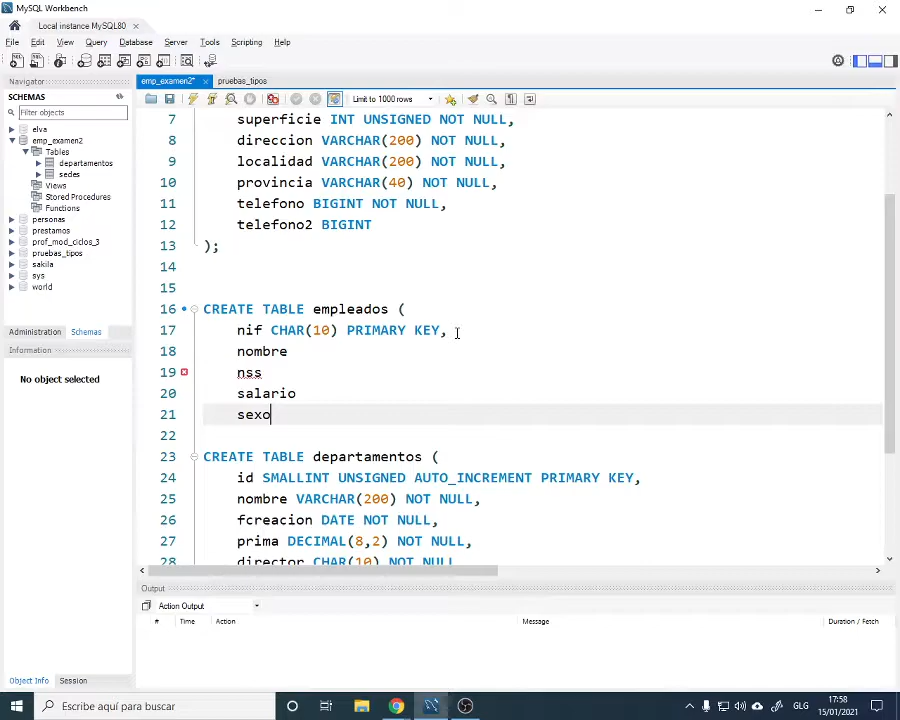 MySQL Workbench
Local instance MySQL80 ×
File Edit View Query Database Server Tools Scripting Help
Navigator
SCHEMAS
Filter objects
elva
emp_examen2
Tables
departamentos
sedes
Views
Stored Procedures
Functions
personas
prestamos
prof_mod_ciclos_3
pruebas_tipos
sakila
sys
world
Administration Schemas
Information
No object selected
Object Info Session
emp_examen2* × pruebas_tipos
Limit to 1000 rows
7 superficie INT UNSIGNED NOT NULL,
8 direccion VARCHAR(200) NOT NULL,
9 localidad VARCHAR(200) NOT NULL,
10 provincia VARCHAR(40) NOT NULL,
11 telefono BIGINT NOT NULL,
12 telefono2 BIGINT
13 );
14
15
16 CREATE TABLE empleados (
17 nif CHAR(10) PRIMARY KEY,
18 nombre
19 nss
20 salario
21 sexo
22
23 CREATE TABLE departamentos (
24 id SMALLINT UNSIGNED AUTO_INCREMENT PRIMARY KEY,
25 nombre VARCHAR(200) NOT NULL,
26 fcreacion DATE NOT NULL,
27 prima DECIMAL(8,2) NOT NULL,
28 director CHAR(10) NOT NULL
Output
Action Output
# Time Action Message Duration / Fetch
Escribe aquí para buscar
GLG
17:58
15/01/2021